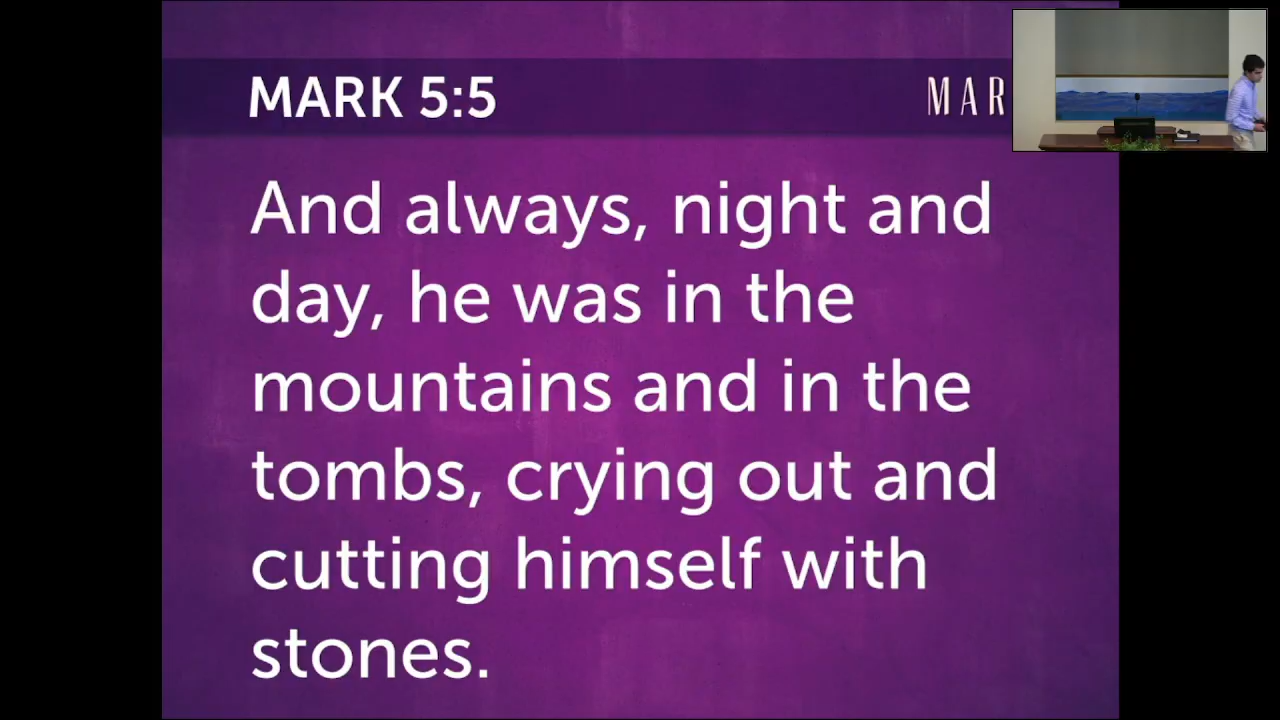 MARK 5:5
MAR
And always, night and
day, he was in the
mountains and in the
tombs, crying out and
cutting himself with
stones.